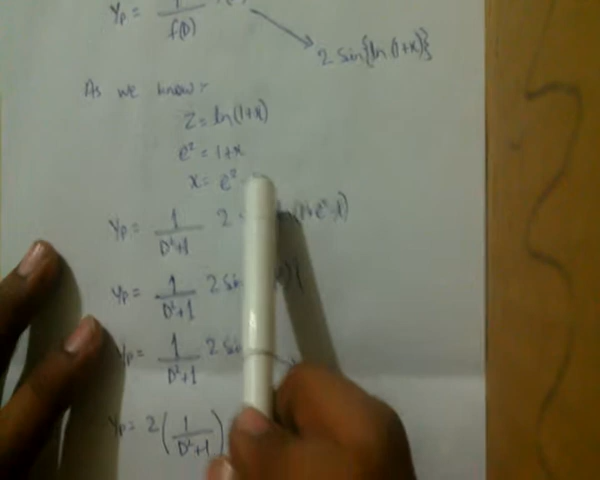 Yp = 1/f(D)
2 sin{ln(1+x)}
As we know:-
z = ln(1+x)
e^z = 1+x
x = e^z
Yp = 1/(D²+1) 2
Yp = 1/(D²+1) 2 Sin
Yp = 1/(D²+1) 2 Sin
Yp = 2(1/(D²+1))